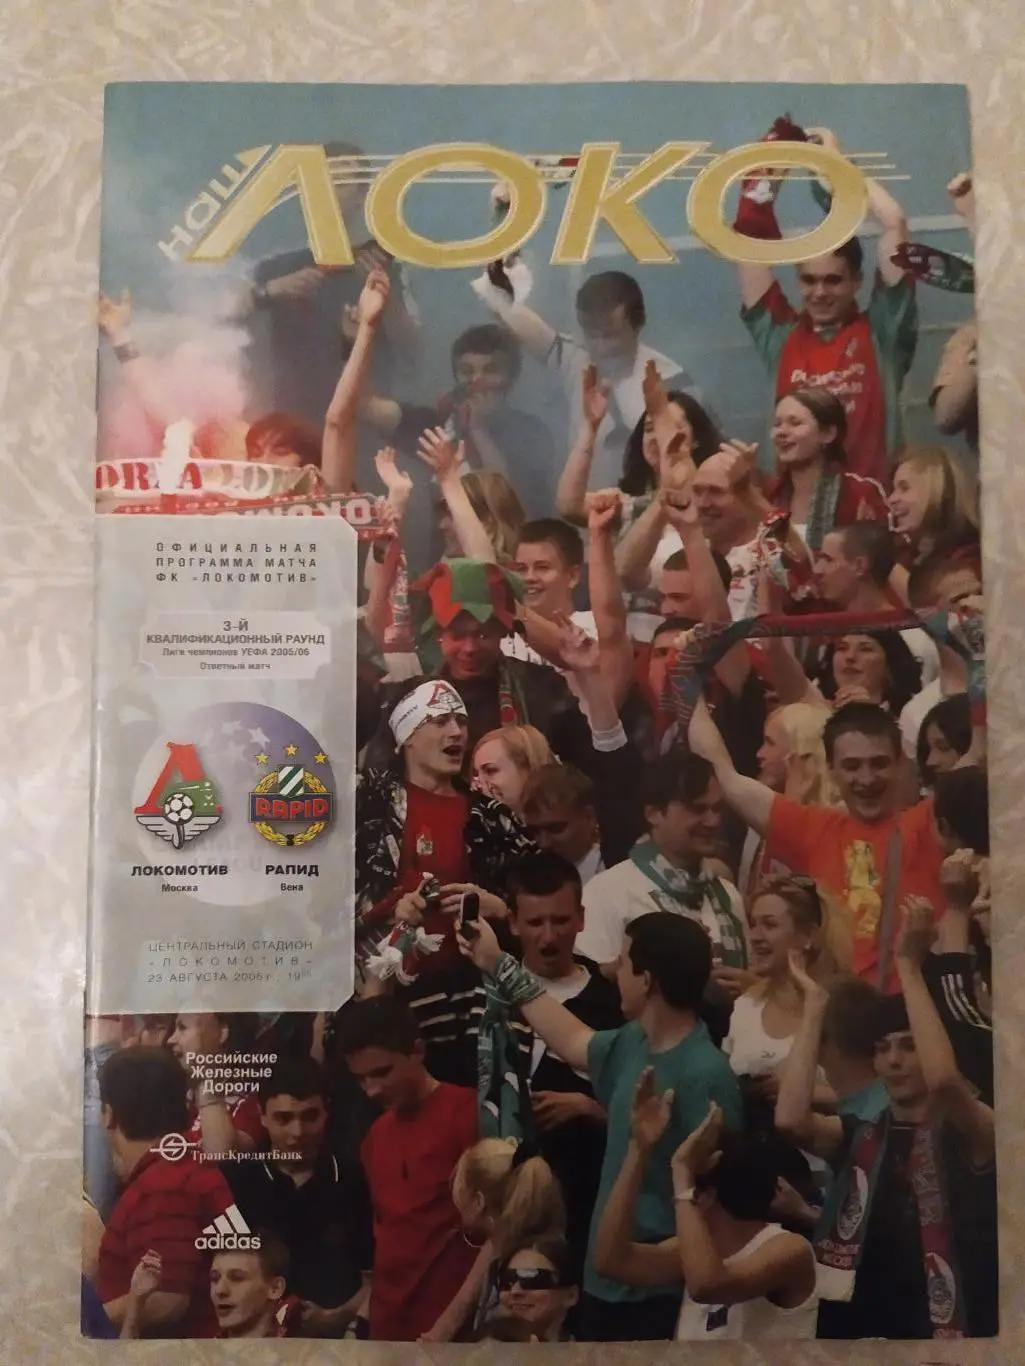 наш ЛОКО
ОФИЦИАЛЬНАЯ
ПРОГРАММА МАТЧА
ФК «ЛОКОМОТИВ»
3-Й
КВАЛИФИКАЦИОННЫЙ РАУНД
Лиги чемпионов УЕФА 2005/06
Ответный матч
RAPID
ЛОКОМОТИВ РАПИД
Москва Вена
ЦЕНТРАЛЬНЫЙ СТАДИОН
«ЛОКОМОТИВ»
23 АВГУСТА 2005 г., 19
Российские
Железные
Дороги
ТрансКредитБанк
adidas